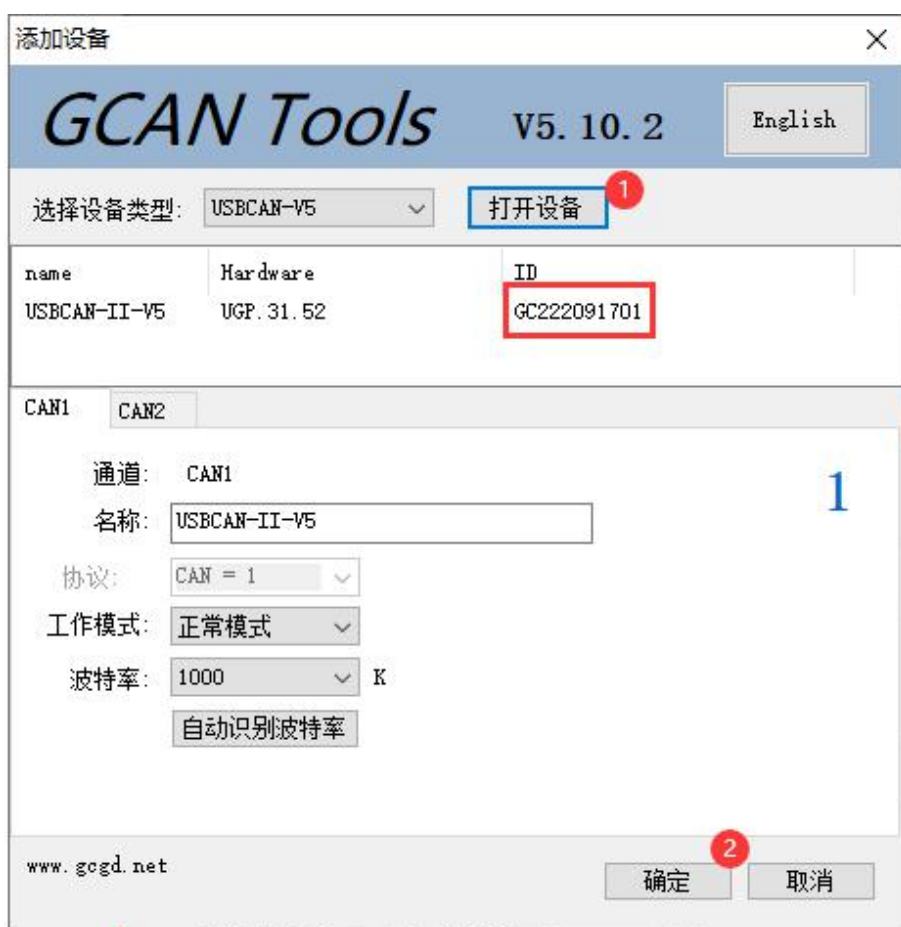 添加设备
GCAN Tools V5.10.2 English
选择设备类型: USBCAN-V5 打开设备 1
name Hardware ID
USBCAN-II-V5 UGP.31.52 GC222091701
CAN1 CAN2
通道: CAN1 1
名称: USBCAN-II-V5
协议: CAN = 1
工作模式: 正常模式
波特率: 1000 K
自动识别波特率
www.gcgd.net 确定 2 取消